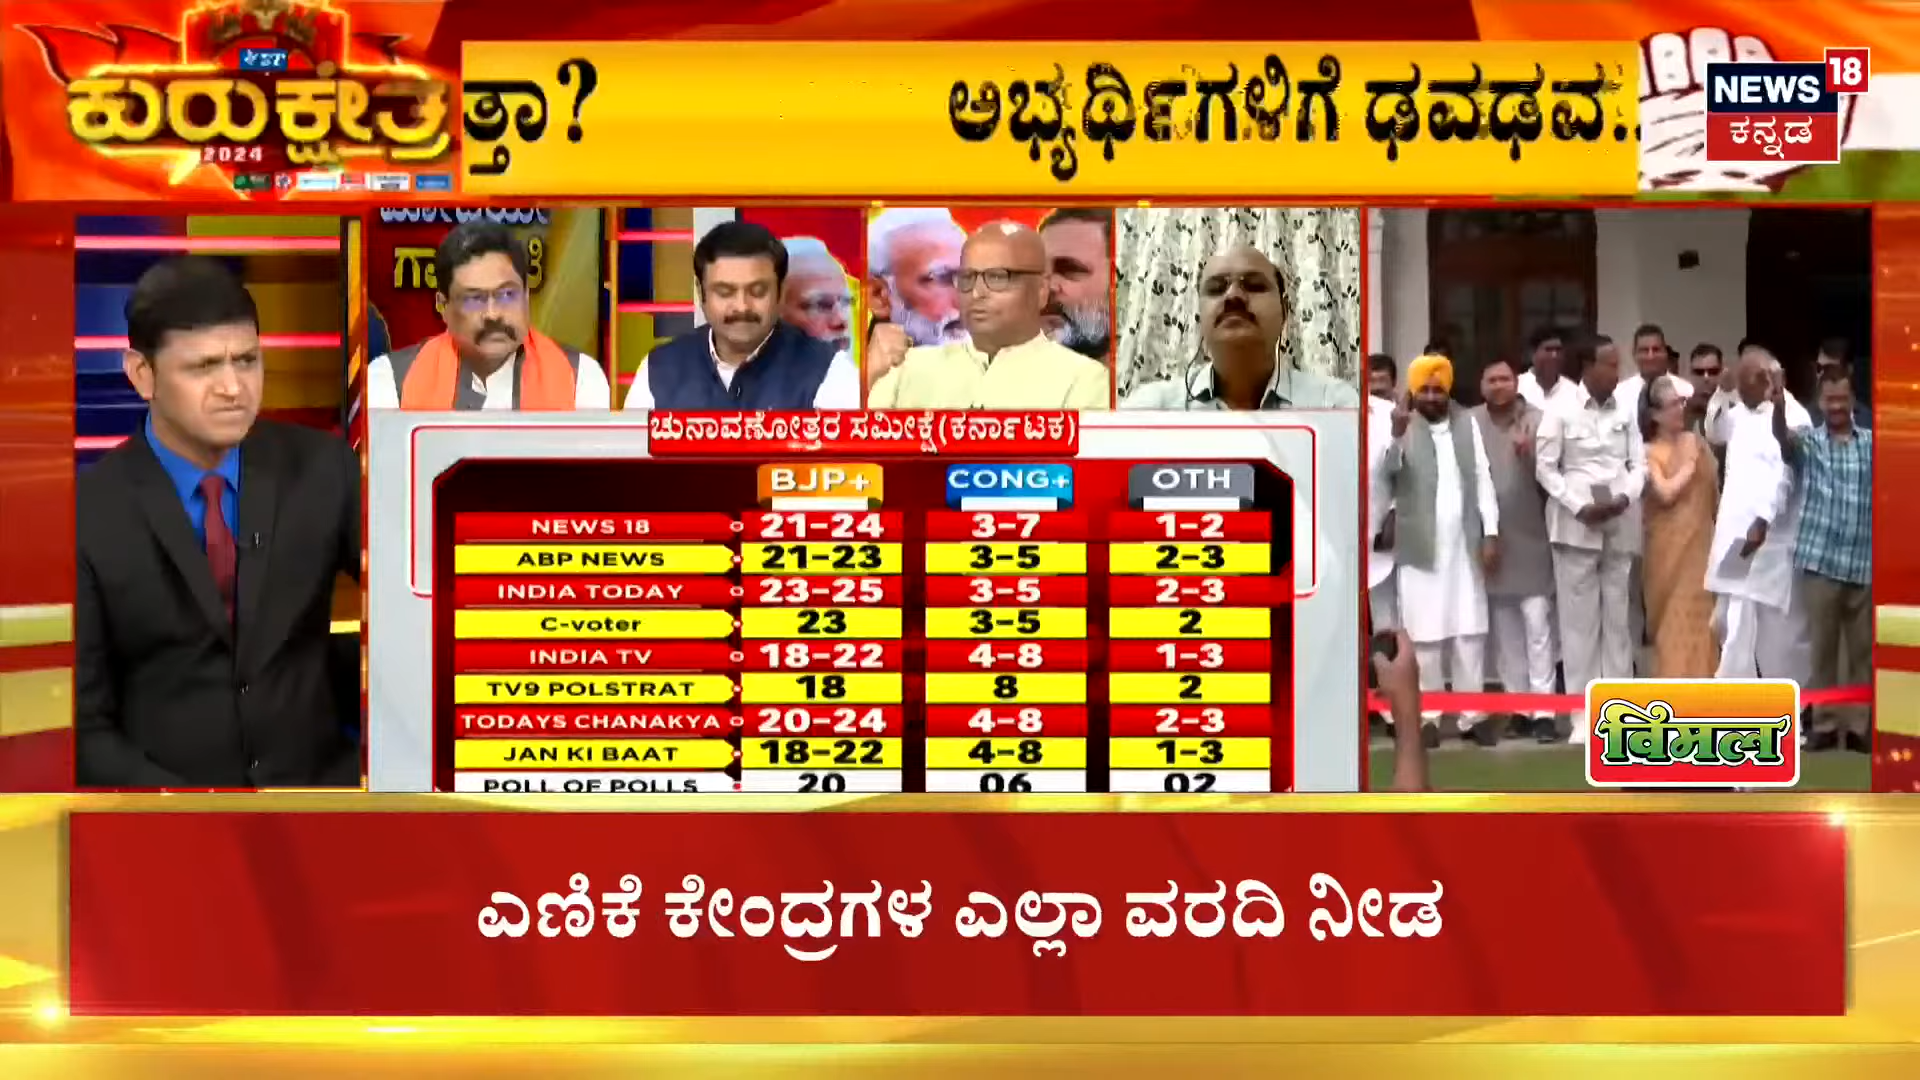 VST
ಕುರುಕ್ಷೇತ್ರ
2024
ತ್ತಾ? ಅಭ್ಯರ್ಥಿಗಳಿಗೆ ಢವಢವ..
NEWS 18
ಕನ್ನಡ
ಚುನಾವಣೋತ್ತರ ಸಮೀಕ್ಷೆ(ಕರ್ನಾಟಕ)
BJP+ CONG+ OTH
NEWS 18 21-24 3-7 1-2
ABP NEWS 21-23 3-5 2-3
INDIA TODAY 23-25 3-5 2-3
C-voter 23 3-5 2
INDIA TV 18-22 4-8 1-3
TV9 POLSTRAT 18 8 2
TODAYS CHANAKYA 20-24 4-8 2-3
JAN KI BAAT 18-22 4-8 1-3
POLL OF POLLS 20 06 02
विमल
ಎಣಿಕೆ ಕೇಂದ್ರಗಳ ಎಲ್ಲಾ ವರದಿ ನೀಡ